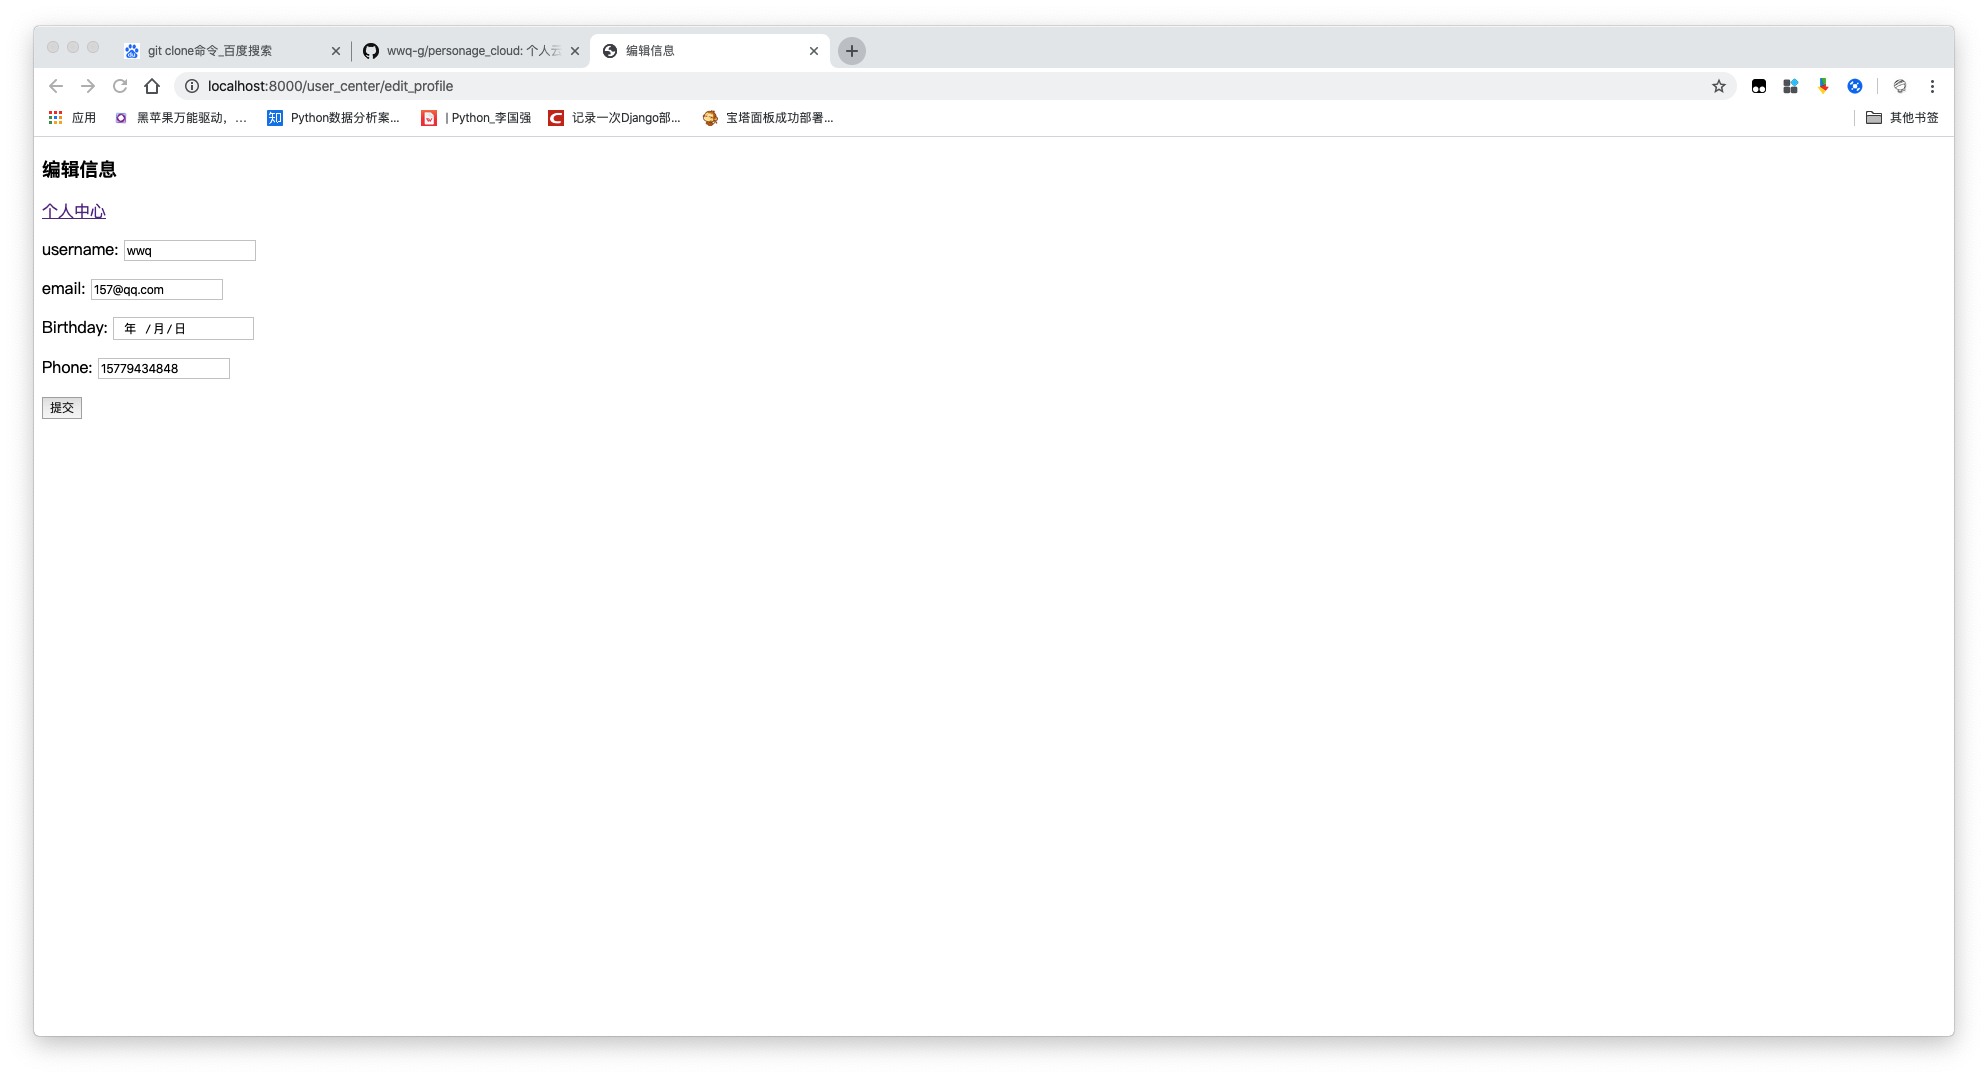 git clone命令_百度搜索
wwq-g/personage_cloud: 个人云
编辑信息
localhost:8000/user_center/edit_profile
应用
黑苹果万能驱动，...
知 Python数据分析案...
| Python_李国强
C 记录一次Django部...
宝塔面板成功部署...
其他书签
编辑信息
个人中心
username: wwq
email: 157@qq.com
Birthday: 年 /月/日
Phone: 15779434848
提交